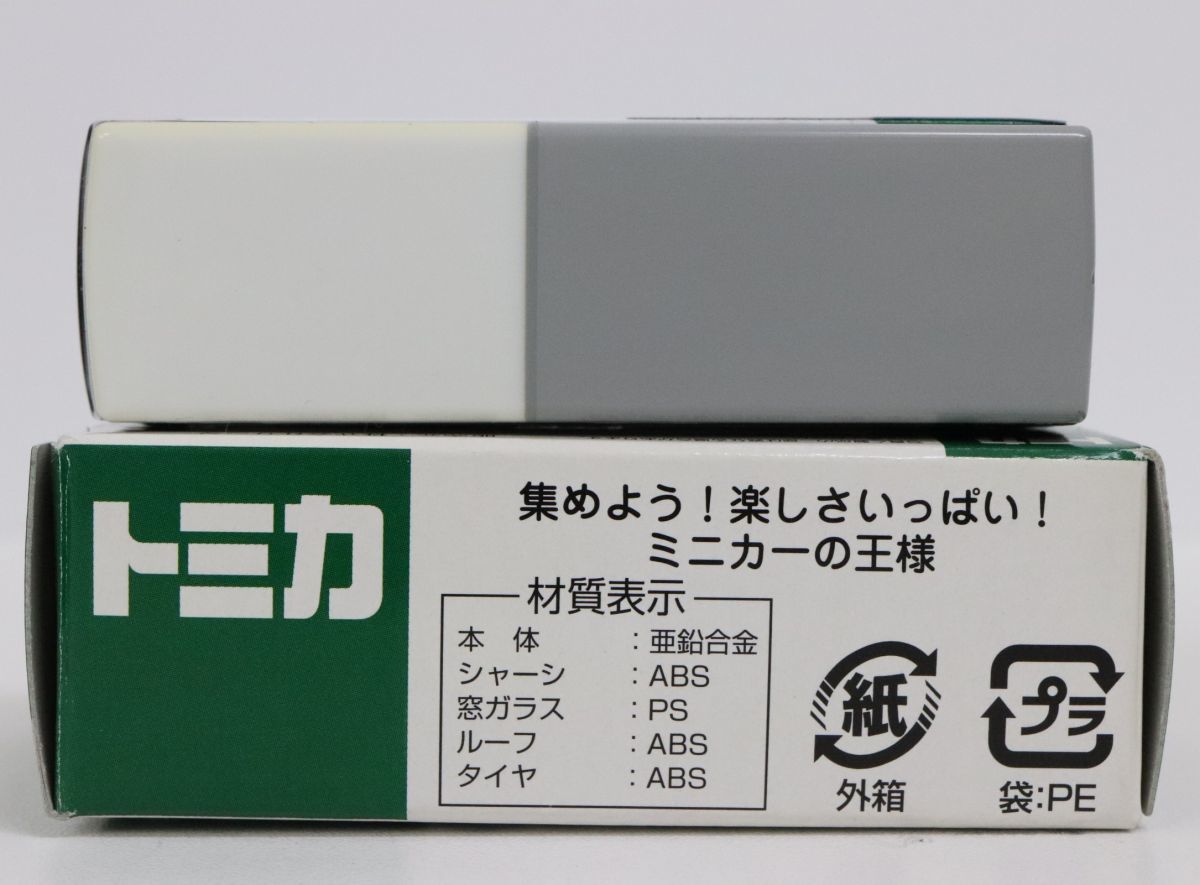 トミカ
集めよう！楽しさいっぱい！
ミニカーの王様
材質表示
本 体 ：亜鉛合金
シャーシ ：ABS
窓ガラス ：PS
ルーフ ：ABS
タイヤ ：ABS
紙
外箱
プラ
袋:PE